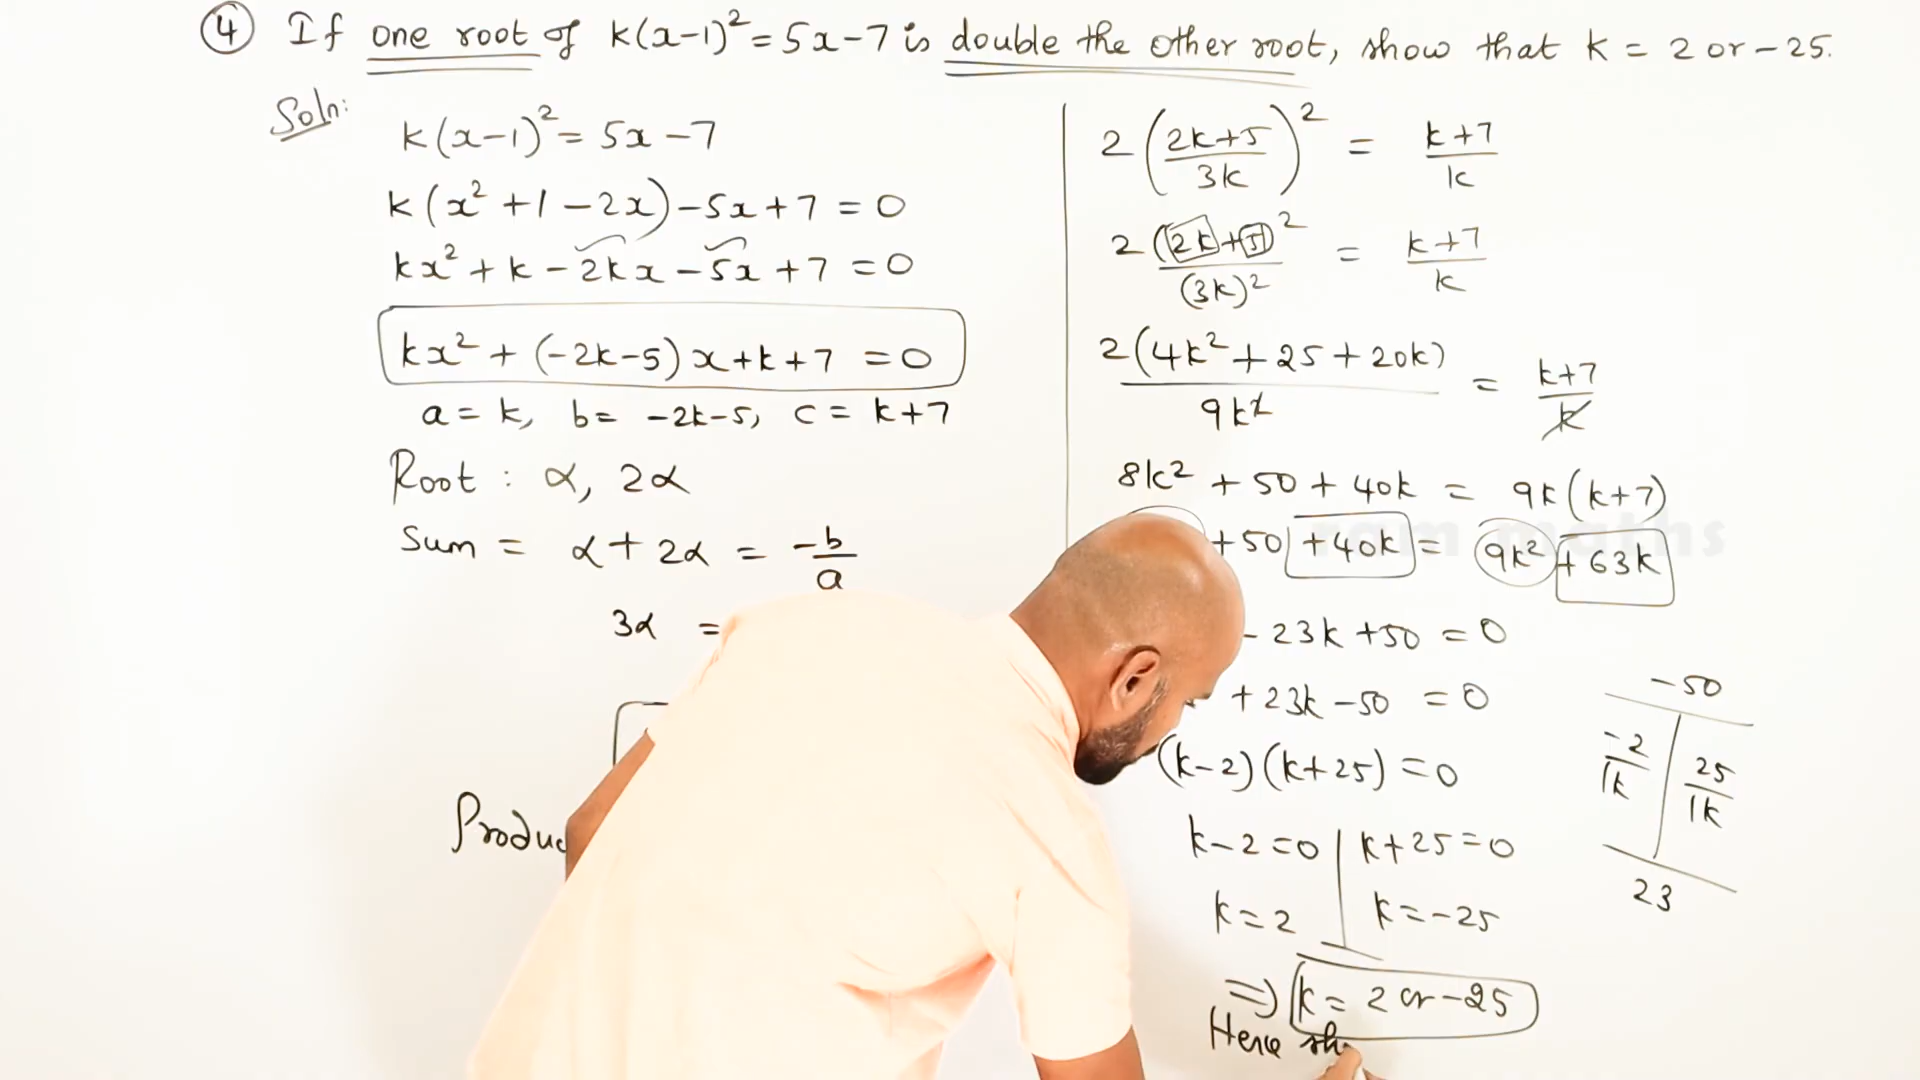 ④ If one root of k(x-1)² = 5x-7 is double the other root, show that k = 2 or -25.
Soln:
k(x-1)² = 5x-7
k(x²+1-2x)-5x+7 = 0
kx²+k-2kx-5x+7 = 0
kx²+(-2k-5)x+k+7 = 0
a = k, b = -2k-5, c = k+7
Root : α, 2α
Sum = α+2α = -b/a
3α =
2((2k+5)/3k)² = (k+7)/k
2(2k+5)²/(3k)² = (k+7)/k
2(4k²+25+20k)/9k² = (k+7)/k
8k²+50+40k = 9k(k+7)
+50+40k = 9k²+63k
- 23k+50 = 0
+23k-50 = 0
(k-2)(k+25) = 0
k-2=0 | k+25=0
k=2 | k=-25
⇒ k = 2 or -25
Hence
-50
-2/1k | 25/1k
23
ram maths